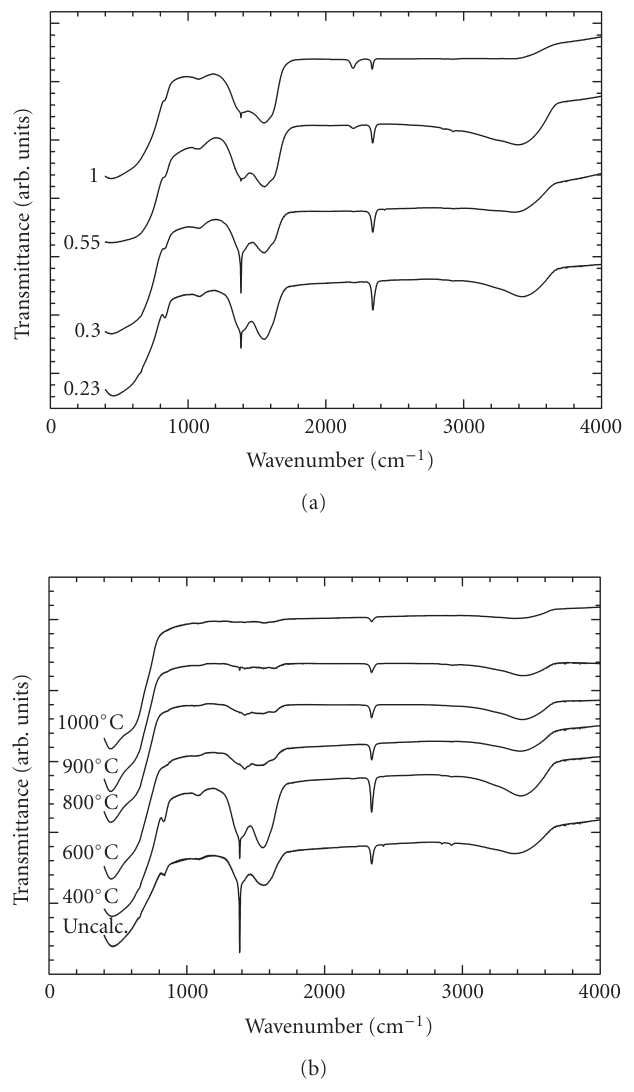 Transmittance (arb. units)
1
0.55
0.3
0.23
0 1000 2000 3000 4000
Wavenumber (cm⁻¹)
(a)
Transmittance (arb. units)
1000°C
900°C
800°C
600°C
400°C
Uncalc.
0 1000 2000 3000 4000
Wavenumber (cm⁻¹)
(b)